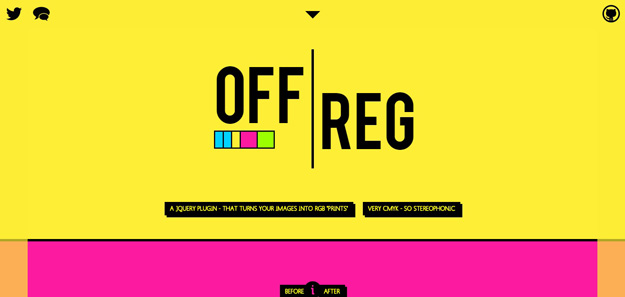 OFF
REG
A JQUERY PLUGIN - THAT TURNS YOUR IMAGES INTO RGB "PRINTS"
VERY CMYK - SO STEREOPHONIC
BEFORE i AFTER